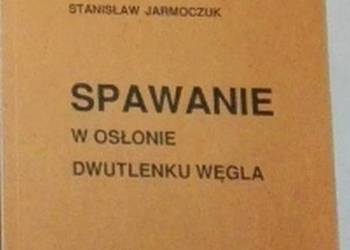 STANISŁAW JARMOCZUK
SPAWANIE
W OSŁONIE
DWUTLENKU WĘGLA